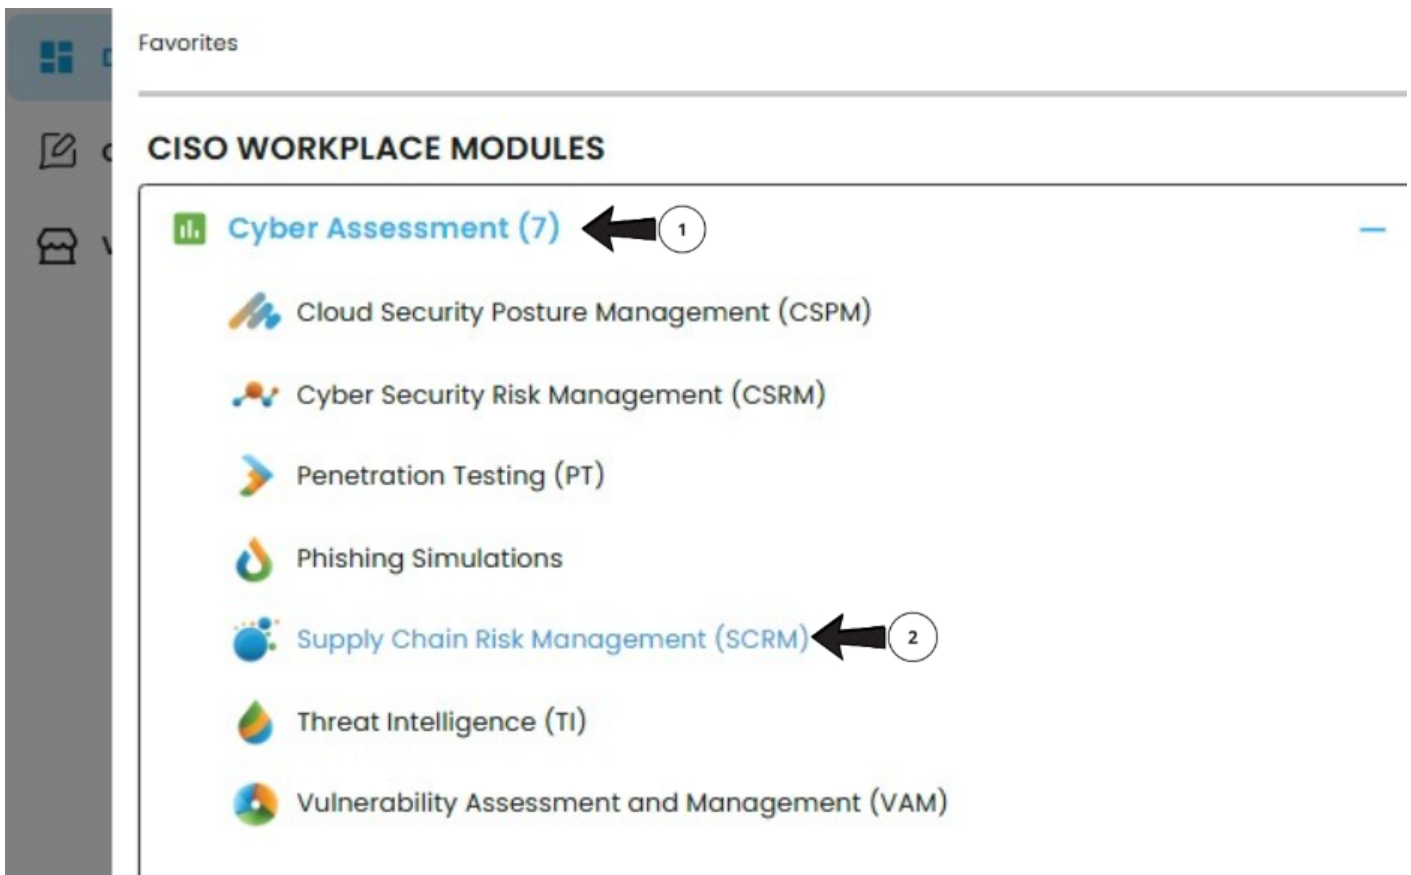 Favorites
CISO WORKPLACE MODULES
Cyber Assessment (7)
1
Cloud Security Posture Management (CSPM)
Cyber Security Risk Management (CSRM)
Penetration Testing (PT)
Phishing Simulations
Supply Chain Risk Management (SCRM)
2
Threat Intelligence (TI)
Vulnerability Assessment and Management (VAM)